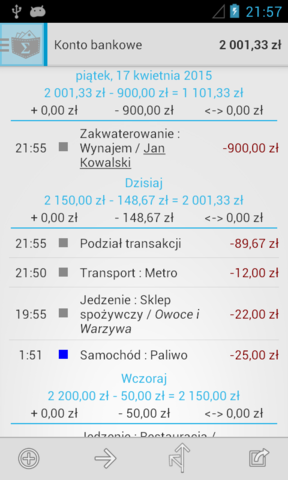 21:57
Konto bankowe 2 001,33 zł
piątek, 17 kwietnia 2015
2 001,33 zł - 900,00 zł = 1 101,33 zł
+ 0,00 zł - 900,00 zł <-> 0,00 zł
Zakwaterowanie :
21:55 Wynajem / Jan -900,00 zł
Kowalski
Dzisiaj
2 150,00 zł - 148,67 zł = 2 001,33 zł
+ 0,00 zł - 148,67 zł <-> 0,00 zł
21:55 Podział transakcji -89,67 zł
21:50 Transport : Metro -12,00 zł
Jedzenie : Sklep
19:55 spożywczy / Owoce i -22,00 zł
Warzywa
1:51 Samochód : Paliwo -25,00 zł
Wczoraj
2 200,00 zł - 50,00 zł = 2 150,00 zł
+ 0,00 zł - 50,00 zł <-> 0,00 zł
Jedzenie : Restauracja /